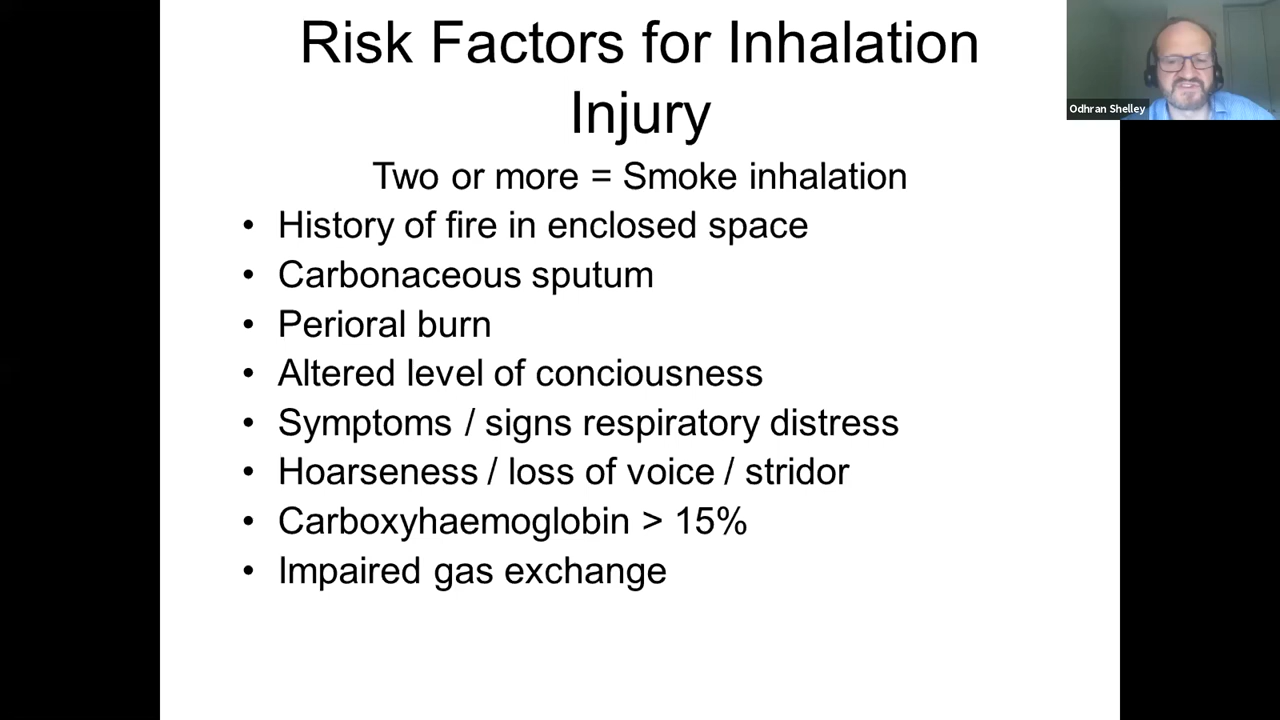 Risk Factors for Inhalation
Injury
Two or more = Smoke inhalation
• History of fire in enclosed space
• Carbonaceous sputum
• Perioral burn
• Altered level of conciousness
• Symptoms / signs respiratory distress
• Hoarseness / loss of voice / stridor
• Carboxyhaemoglobin > 15%
• Impaired gas exchange
Odhran Shelley